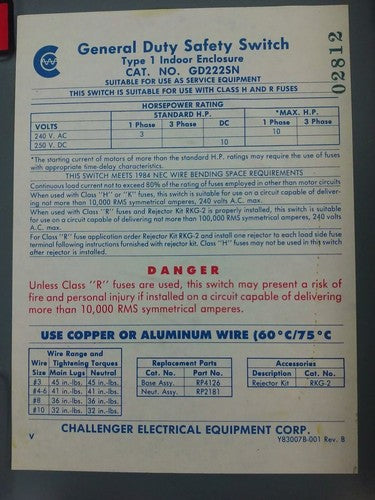 General Duty Safety Switch
Type 1 Indoor Enclosure
CAT. NO. GD222SN
SUITABLE FOR USE AS SERVICE EQUIPMENT
THIS SWITCH IS SUITABLE FOR USE WITH CLASS H AND R FUSES
02812
HORSEPOWER RATING
STANDARD H.P. *MAX. H.P.
VOLTS 1 Phase 3 Phase DC 1 Phase 3 Phase
240 V. AC 3 10
250 V. DC 10
*The starting current of motors of more than the standard H.P. ratings may require the use of fuses
with appropriate time-delay characteristics.
THIS SWITCH MEETS 1984 NEC WIRE BENDING SPACE REQUIREMENTS
Continuous load current not to exceed 80% of the rating of fuses employed in other than motor circuits
When used with Class "H" or "K" fuses, this switch is suitable for use on a circuit capable of deliver-
ing not more than 10,000 RMS symmetrical amperes, 240 volts A.C. max.
When used with Class "R" fuses and Rejector Kit RKG-2 is properly installed, this switch is suitable
for use on a circuit capable of delivering not more than 100,000 RMS symmetrical amperes, 240 volts
A.C. max.
For Class "R" fuse application order Rejector Kit RKG-2 and install one rejector to each load side fuse
terminal following instructions furnished with rejector kit. Class "H" fuses may not be used in this switch
after rejector is installed.
DANGER
Unless Class "R" fuses are used, this switch may present a risk of
fire and personal injury if installed on a circuit capable of delivering
more than 10,000 RMS symmetrical amperes.
USE COPPER OR ALUMINUM WIRE (60°C/75°C
Wire Range and
Wire Tightening Torques
Size Main Lugs Neutral
#3 45 in.-lbs. 45 in.-lbs.
#4-6 41 in.-lbs. 41 in.-lbs.
#8 36 in.-lbs. 36 in.-lbs.
#10 32 in.-lbs. 32 in.-lbs.
Replacement Parts
Cat. No. Part No.
Base Assy. RP4126
Neut. Assy. RP2181
Accessories
Description Cat. No.
Rejector Kit RKG-2
V CHALLENGER ELECTRICAL EQUIPMENT CORP.
Y83007B-001 Rev. B